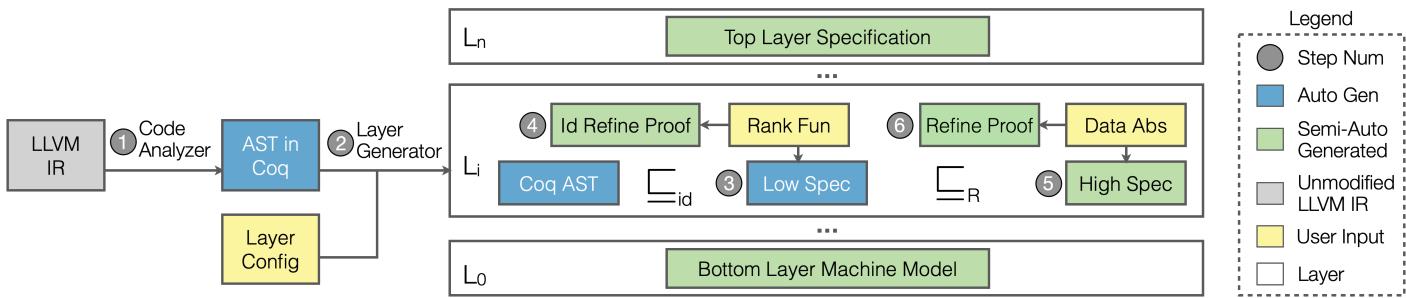 LLVM
IR
1 Code
Analyzer
AST in
Coq
2 Layer
Generator
Layer
Config
Ln
Top Layer Specification
...
Li
4 Id Refine Proof
Rank Fun
6 Refine Proof
Data Abs
Coq AST
⊑id
3 Low Spec
⊑R
5 High Spec
...
L0
Bottom Layer Machine Model
Legend
Step Num
Auto Gen
Semi-Auto
Generated
Unmodified
LLVM IR
User Input
Layer